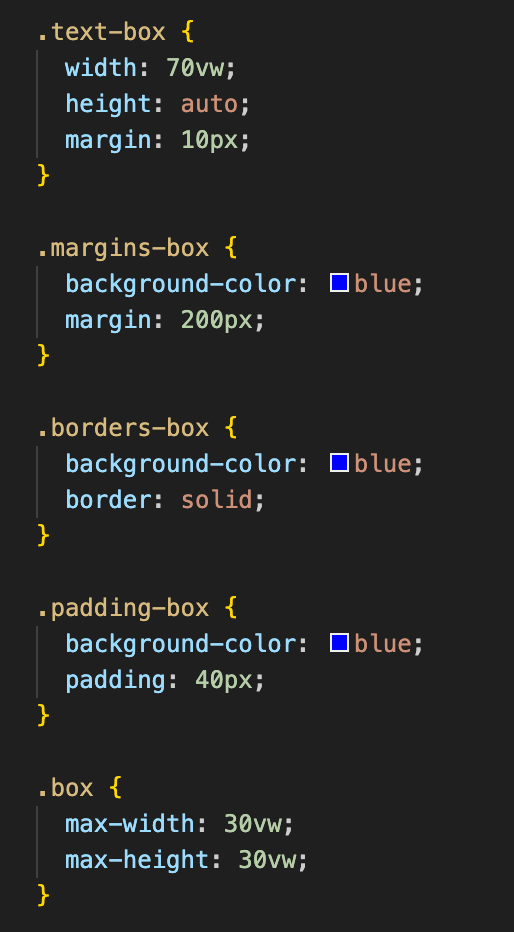 .text-box {
  width: 70vw;
  height: auto;
  margin: 10px;
}

.margins-box {
  background-color: blue;
  margin: 200px;
}

.borders-box {
  background-color: blue;
  border: solid;
}

.padding-box {
  background-color: blue;
  padding: 40px;
}

.box {
  max-width: 30vw;
  max-height: 30vw;
}